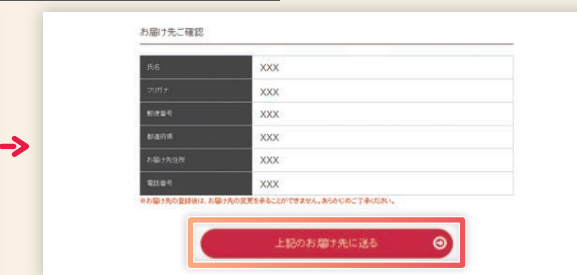 お届け先ご確認
氏名 XXX
フリガナ XXX
郵便番号 XXX
都道府県 XXX
お届け先住所 XXX
電話番号 XXX
※お届け先の登録後は、お届け先の変更を承ることができません。あらかじめご了承ください。
上記のお届け先に送る